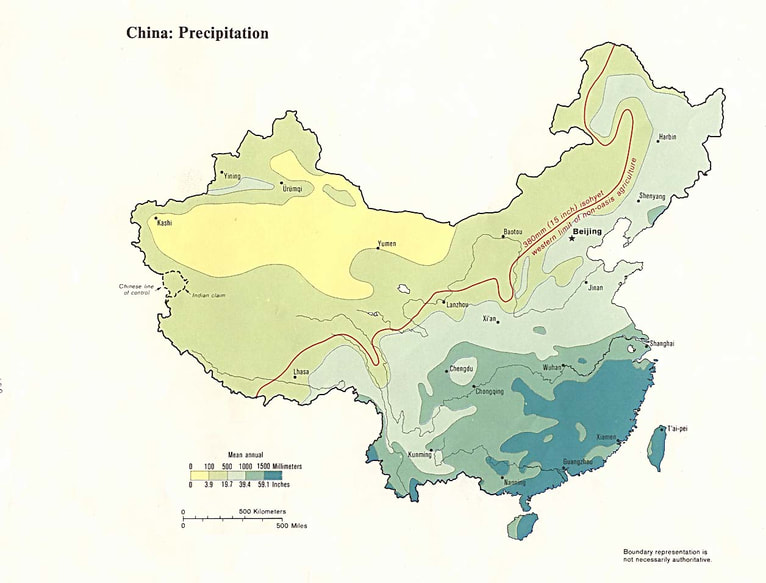 China: Precipitation
Harbin
Yining
Ürümqi
Shenyang
Kashi
380mm (15 inch) isohyet
western limit of non-oasis agriculture
Baotou
Beijing
Yumen
Chinese line
of control
Indian claim
Jinan
Lanzhou
Xi'an
Shanghai
Lhasa
Chengdu
Wuhan
Chongqing
T'ai-pei
Xiamen
Kunming
Guangzhou
Nanning
Mean annual
0 100 500 1000 1500 Millimeters
0 3.9 19.7 39.4 59.1 Inches
0 500 Kilometers
0 500 Miles
Boundary representation is
not necessarily authoritative.